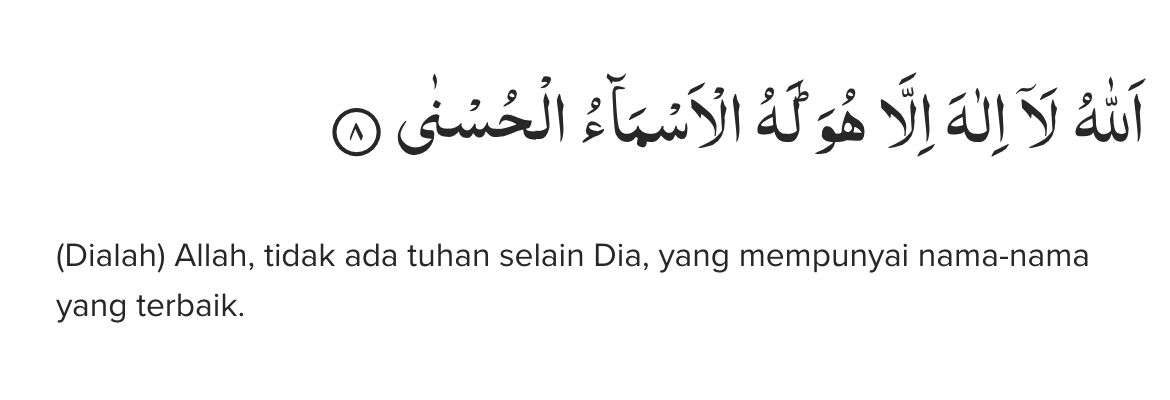 اَللّٰهُ لَآ اِلٰهَ اِلَّا هُوَۗ لَهُ الْاَسْمَاۤءُ الْحُسْنٰى ٨
(Dialah) Allah, tidak ada tuhan selain Dia, yang mempunyai nama-nama
yang terbaik.